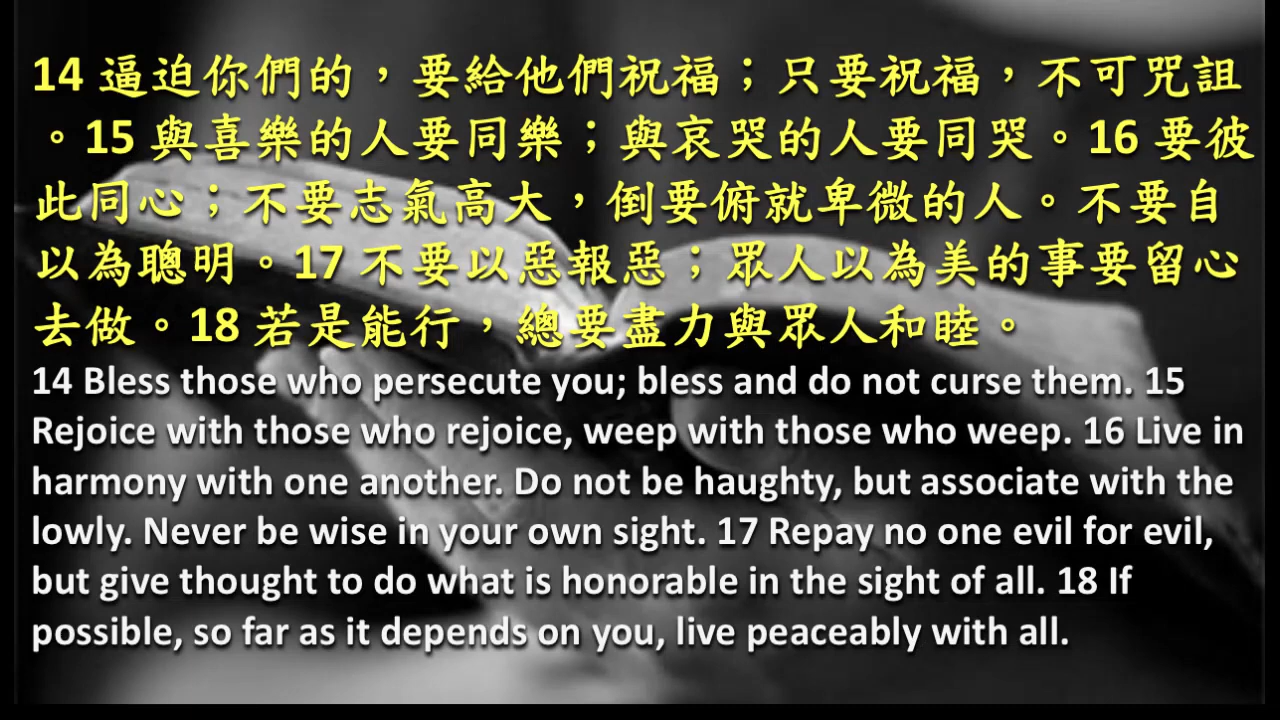 14 逼迫你們的，要給他們祝福；只要祝福，不可咒詛
。15 與喜樂的人要同樂；與哀哭的人要同哭。16 要彼
此同心；不要志氣高大，倒要俯就卑微的人。不要自
以為聰明。17 不要以惡報惡；眾人以為美的事要留心
去做。18 若是能行，總要盡力與眾人和睦。
14 Bless those who persecute you; bless and do not curse them. 15
Rejoice with those who rejoice, weep with those who weep. 16 Live in
harmony with one another. Do not be haughty, but associate with the
lowly. Never be wise in your own sight. 17 Repay no one evil for evil,
but give thought to do what is honorable in the sight of all. 18 If
possible, so far as it depends on you, live peaceably with all.